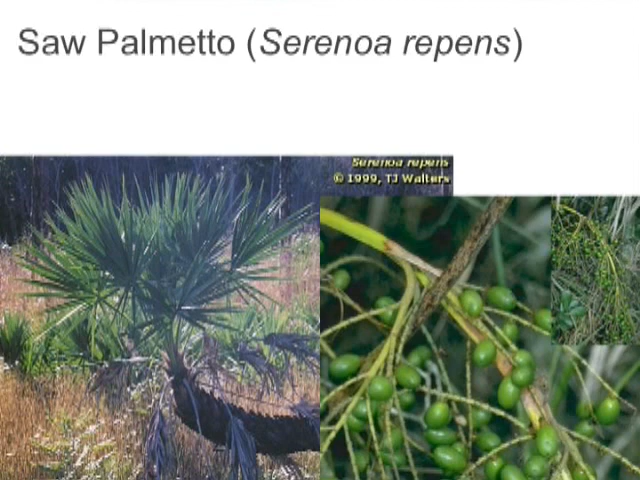 Saw Palmetto (Serenoa repens)
Serenoa repens
© 1999, TJ Walters